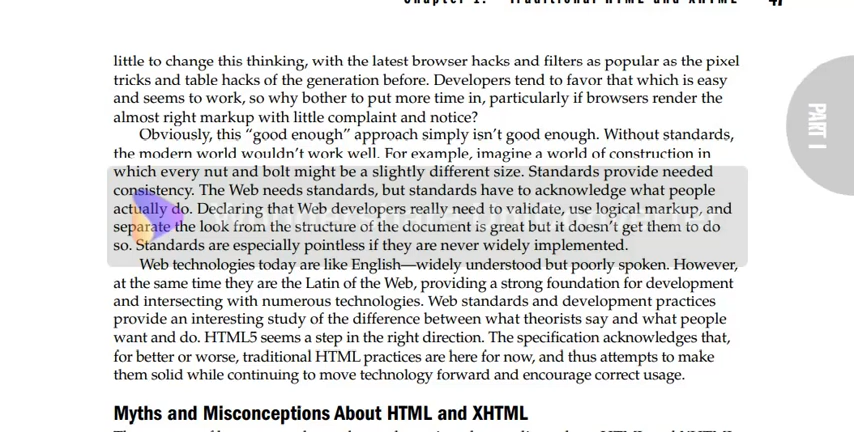 Chapter 1: Traditional HTML and XHTML 47
little to change this thinking, with the latest browser hacks and filters as popular as the pixel
tricks and table hacks of the generation before. Developers tend to favor that which is easy
and seems to work, so why bother to put more time in, particularly if browsers render the
almost right markup with little complaint and notice?
Obviously, this “good enough” approach simply isn’t good enough. Without standards,
the modern world wouldn’t work well. For example, imagine a world of construction in
which every nut and bolt might be a slightly different size. Standards provide needed
consistency. The Web needs standards, but standards have to acknowledge what people
actually do. Declaring that Web developers really need to validate, use logical markup, and
separate the look from the structure of the document is great but it doesn’t get them to do
so. Standards are especially pointless if they are never widely implemented.
Web technologies today are like English—widely understood but poorly spoken. However,
at the same time they are the Latin of the Web, providing a strong foundation for development
and intersecting with numerous technologies. Web standards and development practices
provide an interesting study of the difference between what theorists say and what people
want and do. HTML5 seems a step in the right direction. The specification acknowledges that,
for better or worse, traditional HTML practices are here for now, and thus attempts to make
them solid while continuing to move technology forward and encourage correct usage.
Myths and Misconceptions About HTML and XHTML
PART I